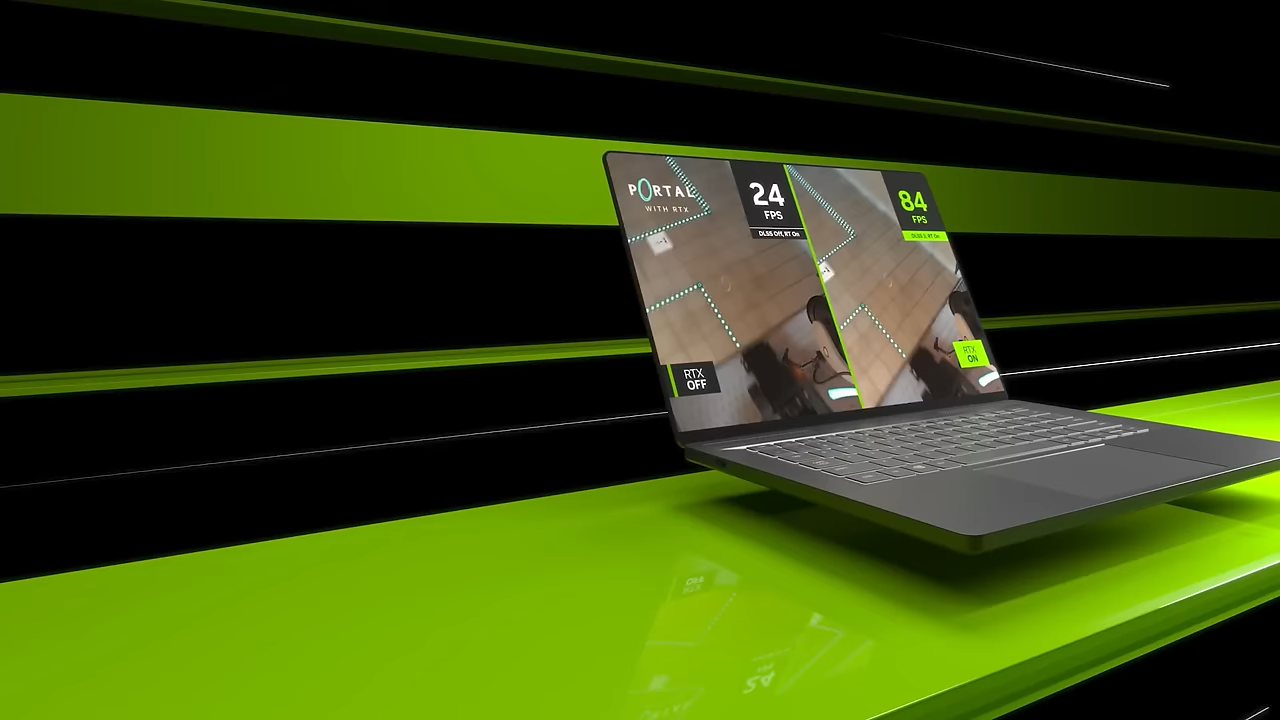 PORTAL
WITH RTX
24
FPS
DLSS Off, RT On
84
FPS
RTX
OFF
RTX
ON